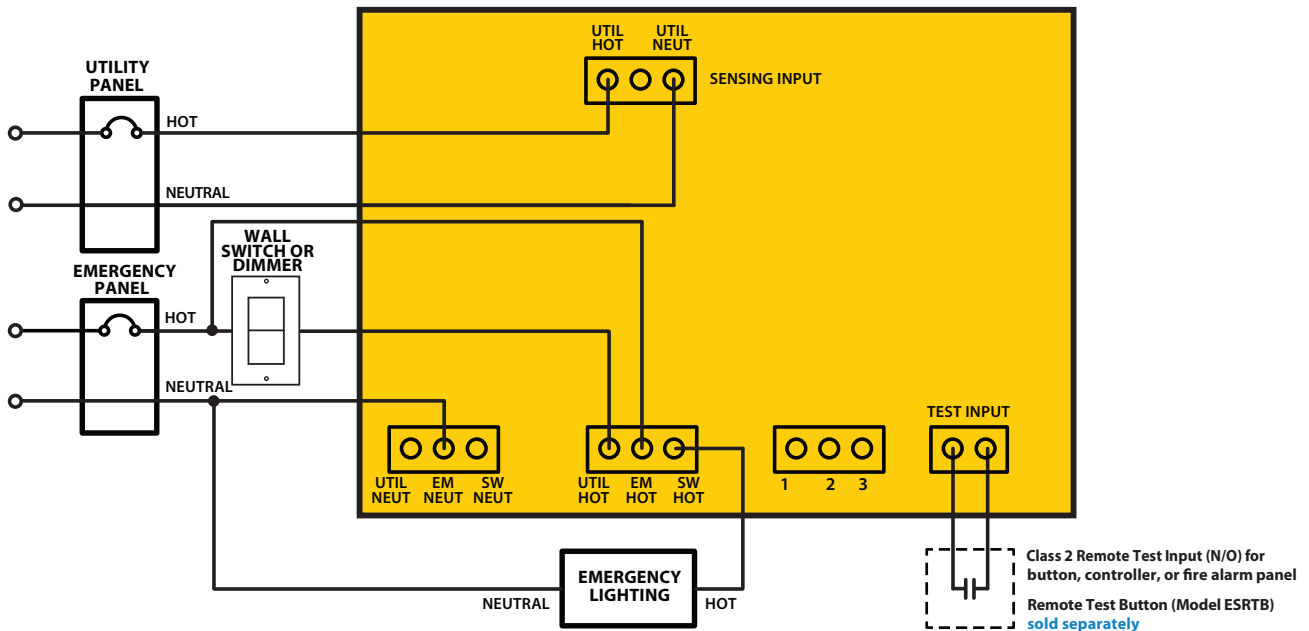 UTIL HOT
UTIL NEUT
SENSING INPUT
UTILITY
PANEL
HOT
NEUTRAL
WALL
SWITCH OR
DIMMER
EMERGENCY
PANEL
HOT
NEUTRAL
UTIL NEUT
EM NEUT
SW NEUT
UTIL HOT
EM HOT
SW HOT
1 2 3
TEST INPUT
NEUTRAL
EMERGENCY
LIGHTING
HOT
Class 2 Remote Test Input (N/O) for
button, controller, or fire alarm panel
Remote Test Button (Model ESRTB)
sold separately